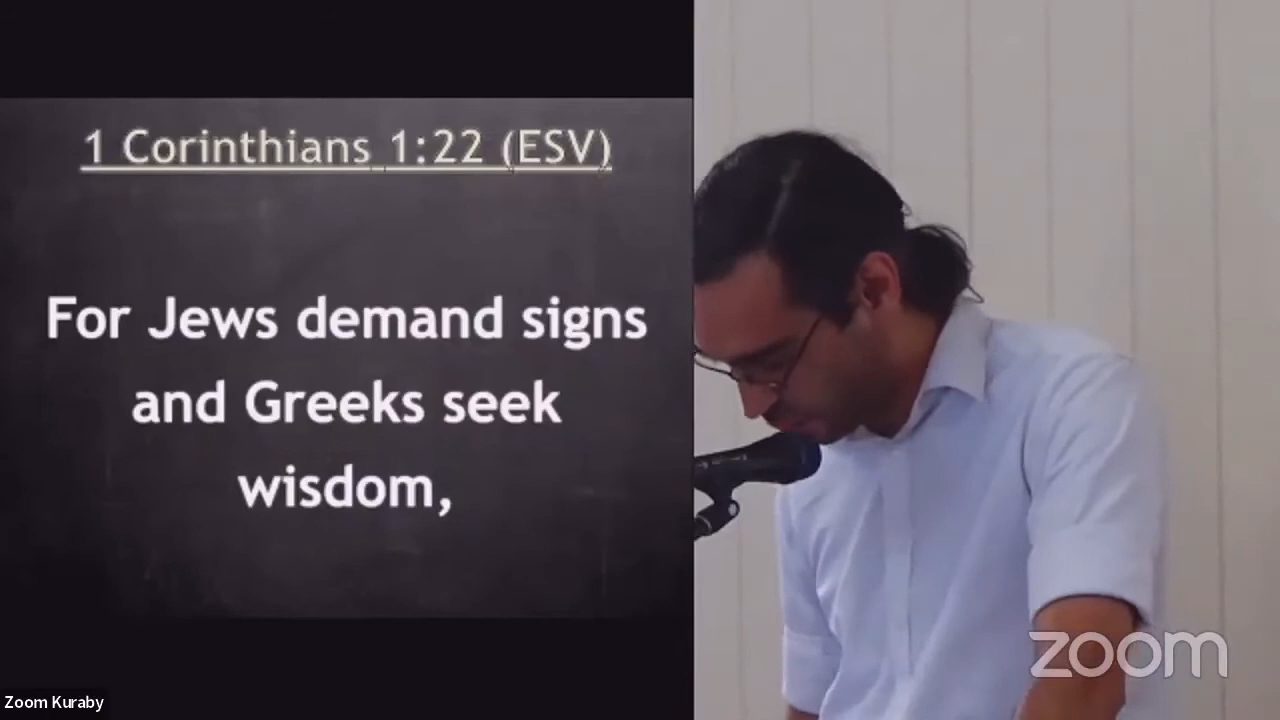 1 Corinthians 1:22 (ESV)
For Jews demand signs
and Greeks seek
wisdom,
zoom
Zoom Kuraby